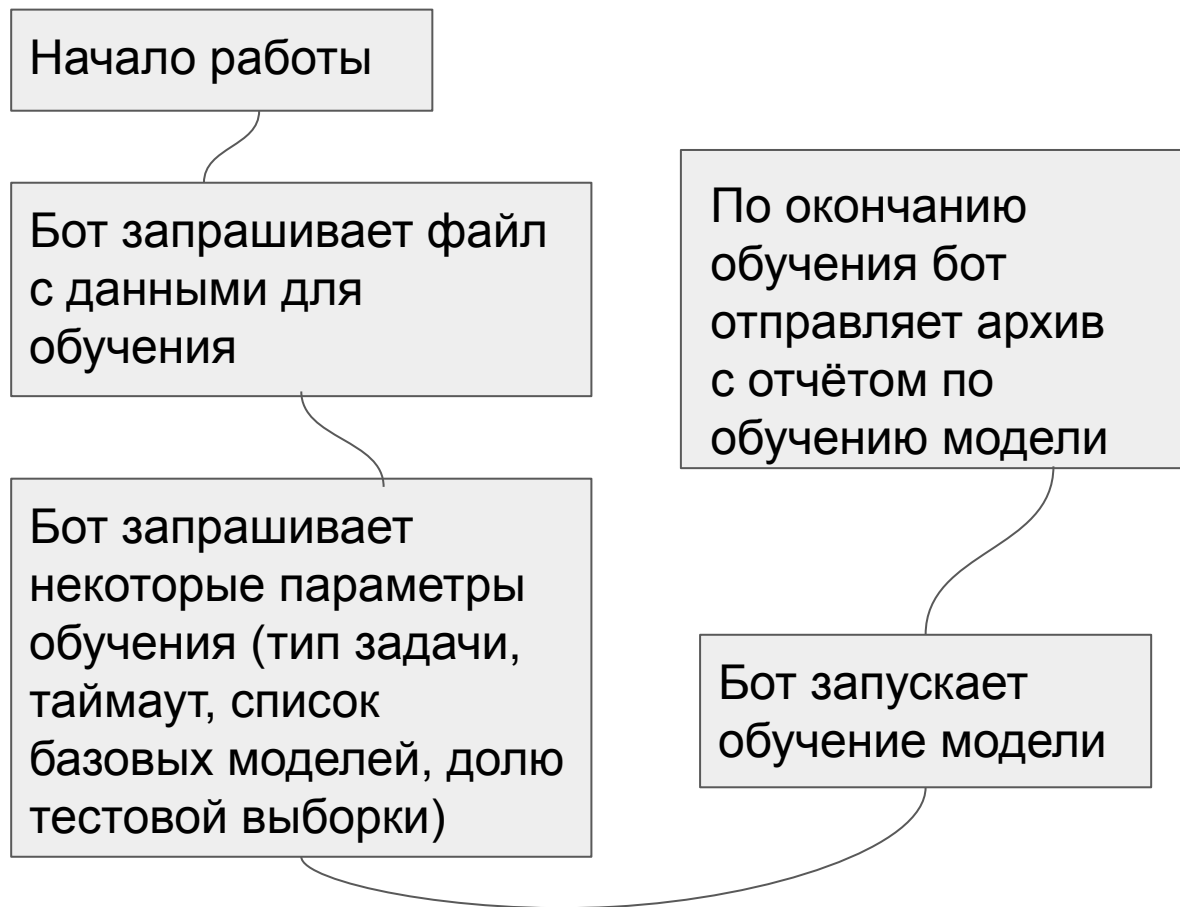 Начало работы
Бот запрашивает файл
с данными для
обучения
Бот запрашивает
некоторые параметры
обучения (тип задачи,
таймаут, список
базовых моделей, долю
тестовой выборки)
Бот запускает
обучение модели
По окончанию
обучения бот
отправляет архив
с отчётом по
обучению модели